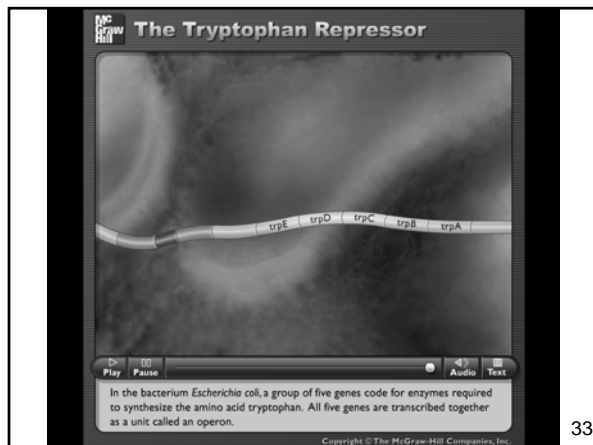 Mc
Graw
Hill
The Tryptophan Repressor
trpE
trpD
trpC
trpB
trpA
Play
Pause
Audio
Text
In the bacterium Escherichia coli, a group of five genes code for enzymes required
to synthesize the amino acid tryptophan. All five genes are transcribed together
as a unit called an operon.
Copyright © The McGraw-Hill Companies, Inc.
33